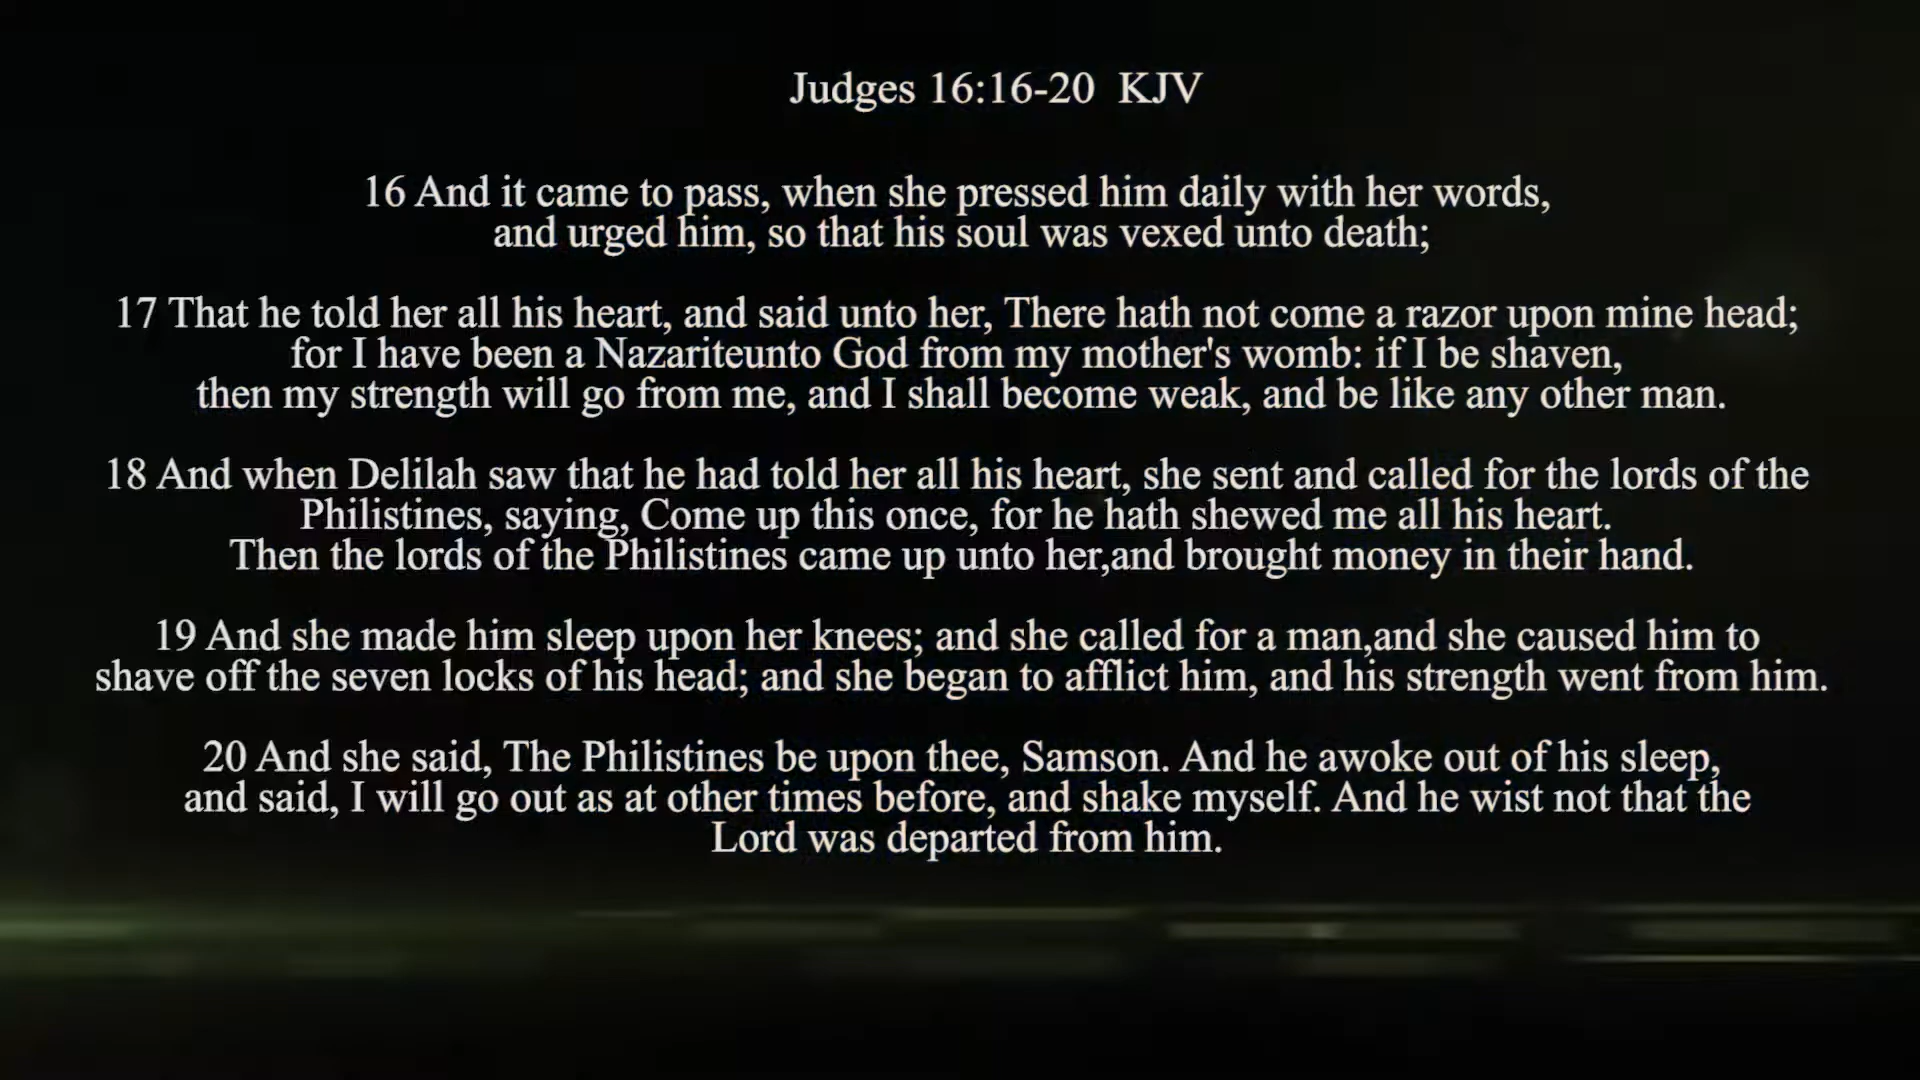 Judges 16:16-20  KJV
16 And it came to pass, when she pressed him daily with her words,
and urged him, so that his soul was vexed unto death;
17 That he told her all his heart, and said unto her, There hath not come a razor upon mine head;
for I have been a Nazariteunto God from my mother's womb: if I be shaven,
then my strength will go from me, and I shall become weak, and be like any other man.
18 And when Delilah saw that he had told her all his heart, she sent and called for the lords of the
Philistines, saying, Come up this once, for he hath shewed me all his heart.
Then the lords of the Philistines came up unto her,and brought money in their hand.
19 And she made him sleep upon her knees; and she called for a man,and she caused him to
shave off the seven locks of his head; and she began to afflict him, and his strength went from him.
20 And she said, The Philistines be upon thee, Samson. And he awoke out of his sleep,
and said, I will go out as at other times before, and shake myself. And he wist not that the
Lord was departed from him.